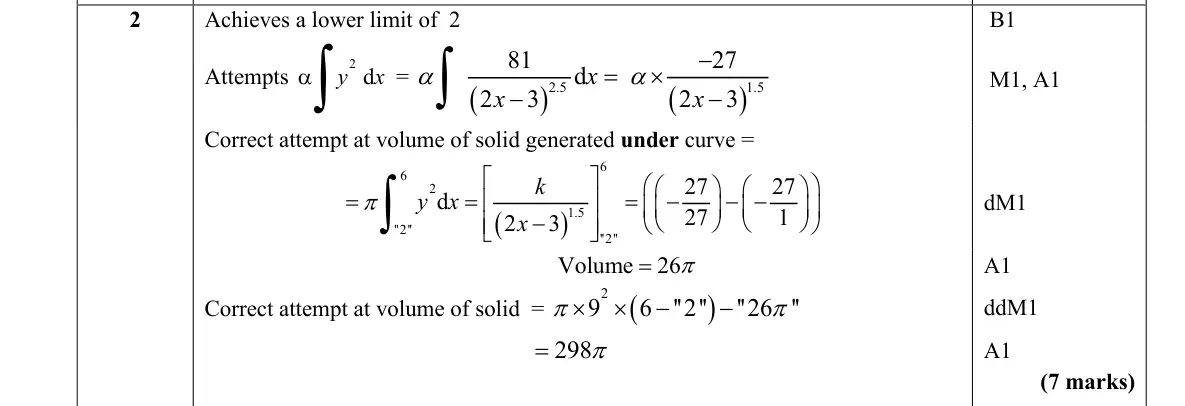 2 Achieves a lower limit of 2 B1
Attempts α∫ y² dx = α∫ 81/(2x − 3)^2.5 dx = α × −27/(2x − 3)^1.5 M1, A1
Correct attempt at volume of solid generated under curve =
= π∫_"2"^6 y² dx = [k/(2x − 3)^1.5]_"2"^6 = ((−27/27) − (−27/1)) dM1
Volume = 26π A1
Correct attempt at volume of solid = π × 9² × (6 − "2") − "26π" ddM1
= 298π A1
(7 marks)